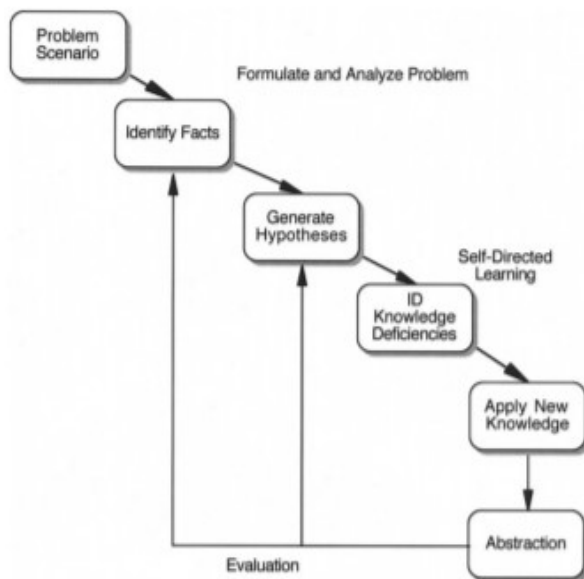 Problem
Scenario
Formulate and Analyze Problem
Identify Facts
Generate
Hypotheses
Self-Directed
Learning
ID
Knowledge
Deficiencies
Apply New
Knowledge
Abstraction
Evaluation